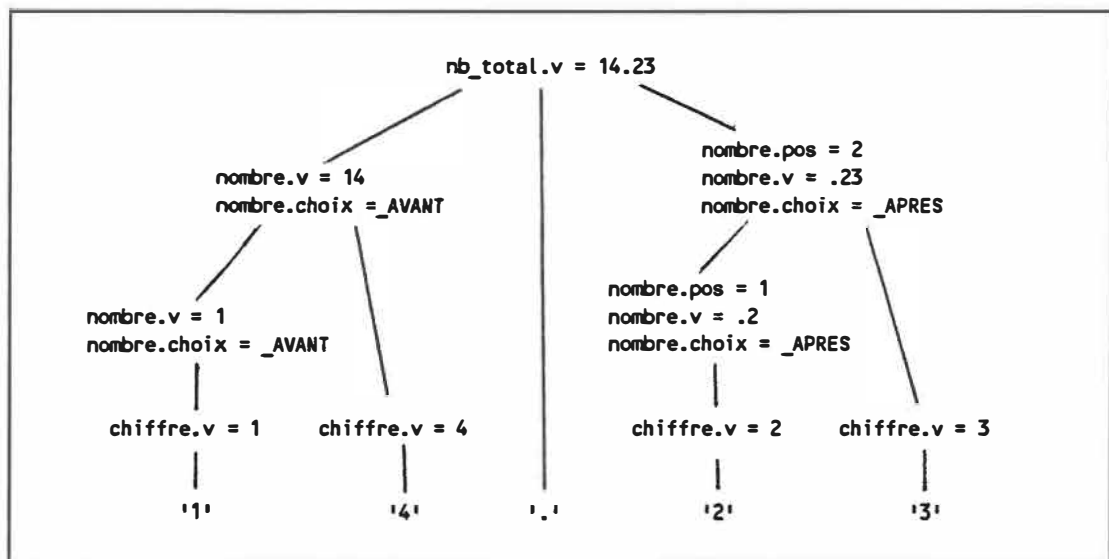 nb_total.v = 14.23
nombre.pos = 2
nombre.v = 14
nombre.v = .23
nombre.choix =_AVANT
nombre.choix = _APRES
nombre.pos = 1
nombre.v = 1
nombre.v = .2
nombre.choix = _AVANT
nombre.choix = _APRES
chiffre.v = 1
chiffre.v = 4
chiffre.v = 2
chiffre.v = 3
'1'
'4'
'.'
'2'
'3'